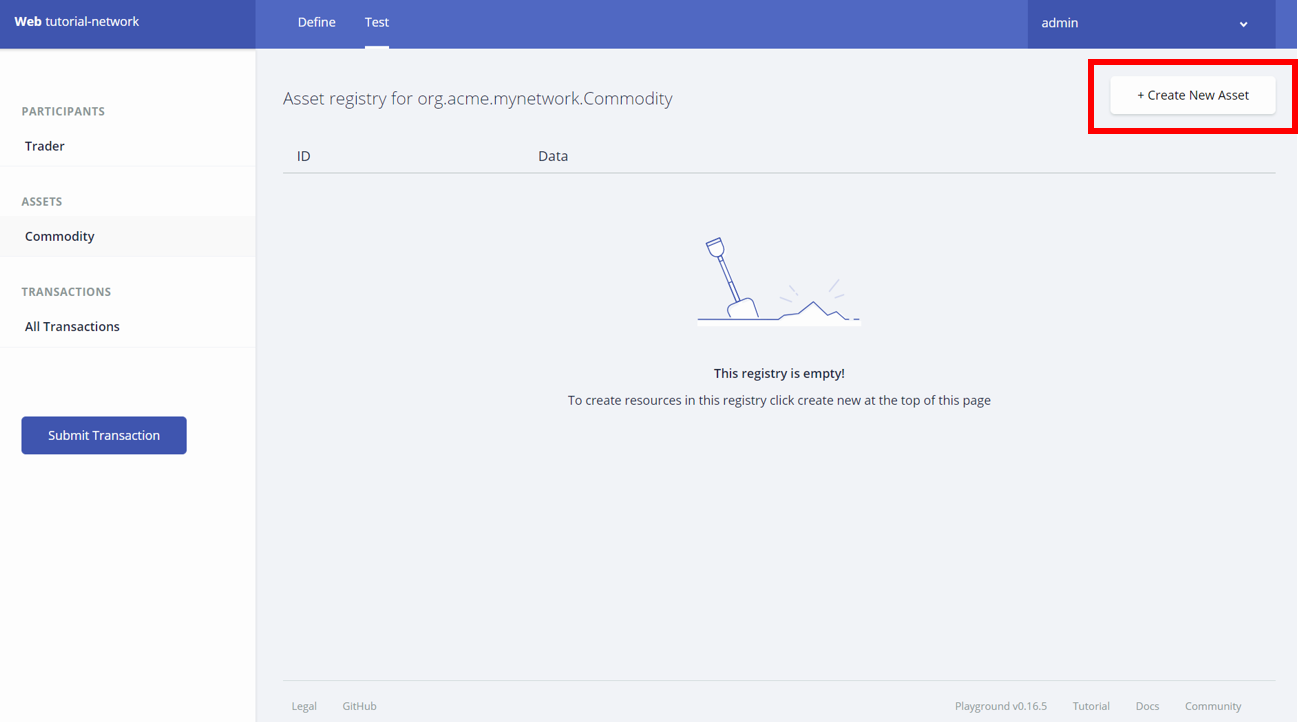 Web tutorial-network
Define
Test
admin
PARTICIPANTS
Trader
ASSETS
Commodity
TRANSACTIONS
All Transactions
Submit Transaction
Asset registry for org.acme.mynetwork.Commodity
+ Create New Asset
ID
Data
This registry is empty!
To create resources in this registry click create new at the top of this page
Legal
GitHub
Playground v0.16.5
Tutorial
Docs
Community